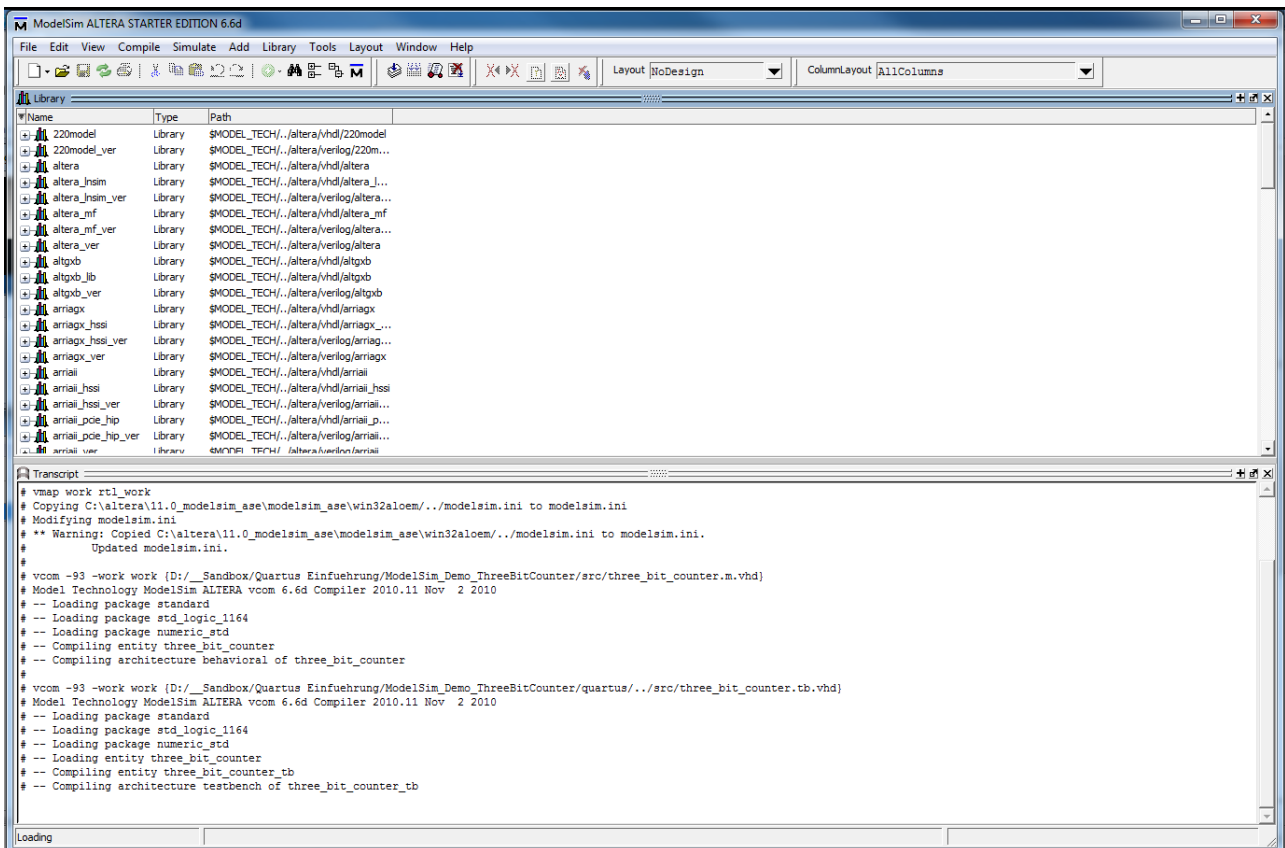 ModelSim ALTERA STARTER EDITION 6.6d
File Edit View Compile Simulate Add Library Tools Layout Window Help
Layout NoDesign ColumnLayout AllColumns
Library
Name Type Path
220model Library $MODEL_TECH/../altera/vhdl/220model
220model_ver Library $MODEL_TECH/../altera/verilog/220m...
altera Library $MODEL_TECH/../altera/vhdl/altera
altera_lnsim Library $MODEL_TECH/../altera/vhdl/altera_l...
altera_lnsim_ver Library $MODEL_TECH/../altera/verilog/altera...
altera_mf Library $MODEL_TECH/../altera/vhdl/altera_mf
altera_mf_ver Library $MODEL_TECH/../altera/verilog/altera...
altera_ver Library $MODEL_TECH/../altera/verilog/altera
altgxb Library $MODEL_TECH/../altera/vhdl/altgxb
altgxb_lib Library $MODEL_TECH/../altera/vhdl/altgxb
altgxb_ver Library $MODEL_TECH/../altera/verilog/altgxb
arriagx Library $MODEL_TECH/../altera/vhdl/arriagx
arriagx_hssi Library $MODEL_TECH/../altera/vhdl/arriagx_...
arriagx_hssi_ver Library $MODEL_TECH/../altera/verilog/arriag...
arriagx_ver Library $MODEL_TECH/../altera/verilog/arriagx
arriaii Library $MODEL_TECH/../altera/vhdl/arriaii
arriaii_hssi Library $MODEL_TECH/../altera/vhdl/arriaii_hssi
arriaii_hssi_ver Library $MODEL_TECH/../altera/verilog/arriaii...
arriaii_pcie_hip Library $MODEL_TECH/../altera/vhdl/arriaii_p...
arriaii_pcie_hip_ver Library $MODEL_TECH/../altera/verilog/arriaii...
arriaii_ver Library $MODEL_TECH/../altera/verilog/arriaii
Transcript
# vmap work rtl_work
# Copying C:\altera\11.0_modelsim_ase\modelsim_ase\win32aloem/../modelsim.ini to modelsim.ini
# Modifying modelsim.ini
# ** Warning: Copied C:\altera\11.0_modelsim_ase\modelsim_ase\win32aloem/../modelsim.ini to modelsim.ini.
# Updated modelsim.ini.
#
# vcom -93 -work work {D:/__Sandbox/Quartus Einfuehrung/ModelSim_Demo_ThreeBitCounter/src/three_bit_counter.m.vhd}
# Model Technology ModelSim ALTERA vcom 6.6d Compiler 2010.11 Nov 2 2010
# -- Loading package standard
# -- Loading package std_logic_1164
# -- Loading package numeric_std
# -- Compiling entity three_bit_counter
# -- Compiling architecture behavioral of three_bit_counter
#
# vcom -93 -work work {D:/__Sandbox/Quartus Einfuehrung/ModelSim_Demo_ThreeBitCounter/quartus/../src/three_bit_counter.tb.vhd}
# Model Technology ModelSim ALTERA vcom 6.6d Compiler 2010.11 Nov 2 2010
# -- Loading package standard
# -- Loading package std_logic_1164
# -- Loading package numeric_std
# -- Loading entity three_bit_counter
# -- Compiling entity three_bit_counter_tb
# -- Compiling architecture testbench of three_bit_counter_tb
Loading